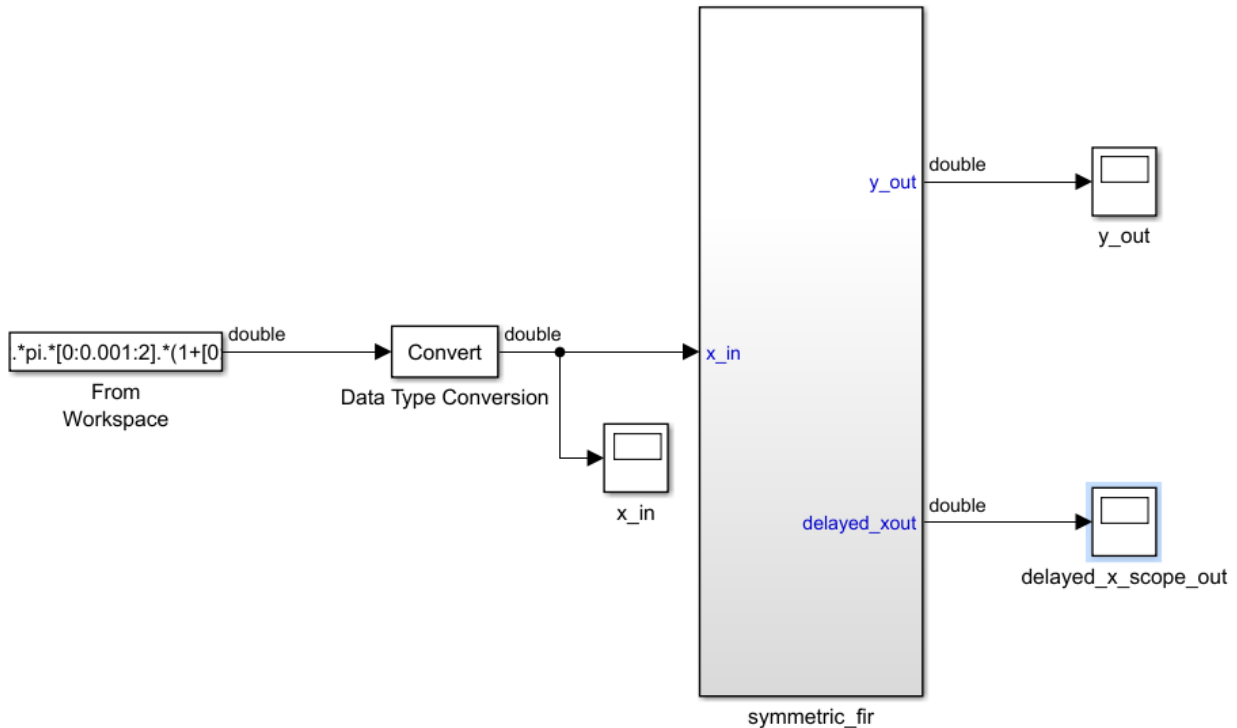 double
y_out
y_out
double
double
.*pi.*[0:0.001:2].*(1+[0
Convert
x_in
From
Workspace
Data Type Conversion
x_in
double
delayed_xout
delayed_x_scope_out
symmetric_fir